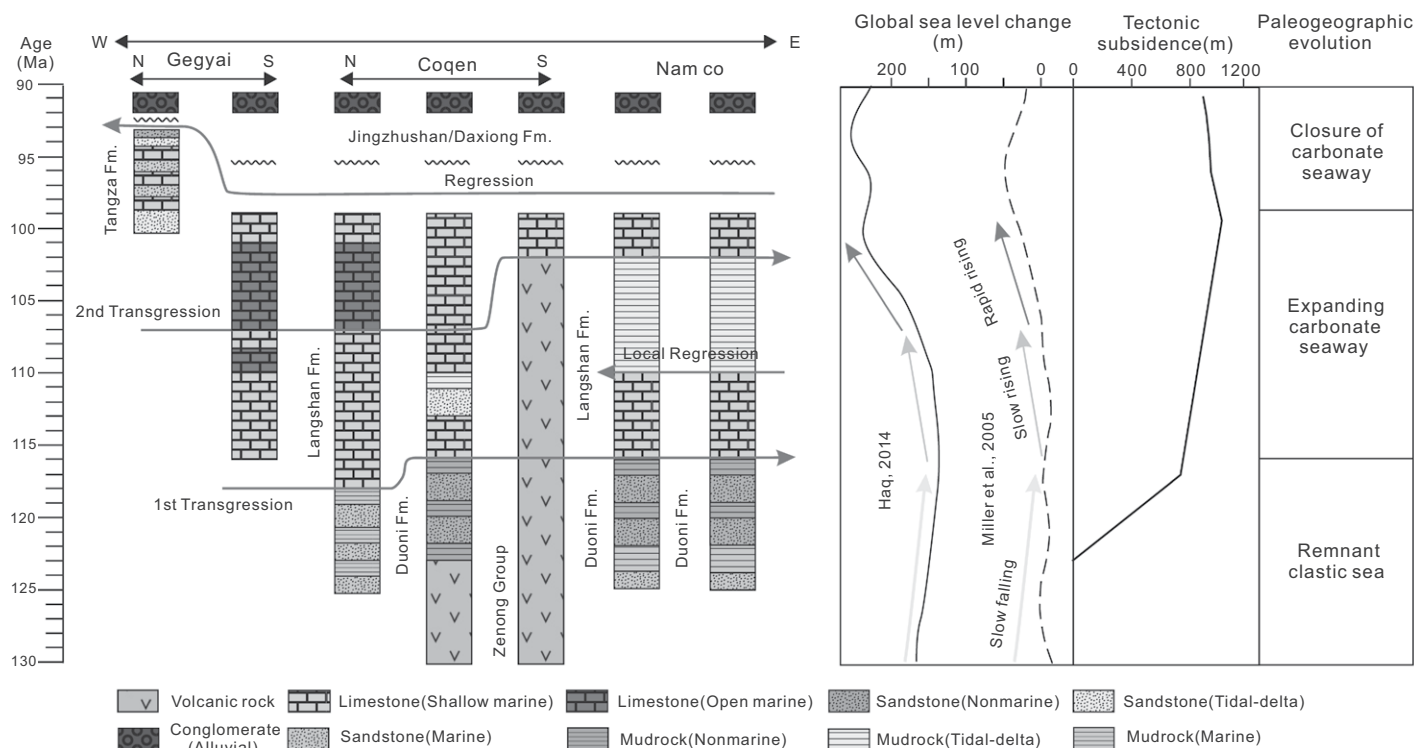 Age
(Ma)
W
E
N
Gegyai
S
N
Coqen
S
Nam co
90
95
100
105
110
115
120
125
130
Jingzhushan/Daxiong Fm.
Regression
Tangza Fm.
2nd Transgression
Langshan Fm.
Langshan Fm.
Local Regression
1st Transgression
Duoni Fm.
Zenong Group
Duoni Fm.
Duoni Fm.
Global sea level change
(m)
200
100
0
Haq, 2014
Miller et al., 2005
Rapid rising
Slow rising
Slow falling
Tectonic
subsidence(m)
0
400
800
1200
Paleogeographic
evolution
Closure of
carbonate
seaway
Expanding
carbonate
seaway
Remnant
clastic sea
Volcanic rock
Limestone(Shallow marine)
Limestone(Open marine)
Sandstone(Nonmarine)
Sandstone(Tidal-delta)
Conglomerate
(Alluvial)
Sandstone(Marine)
Mudrock(Nonmarine)
Mudrock(Tidal-delta)
Mudrock(Marine)